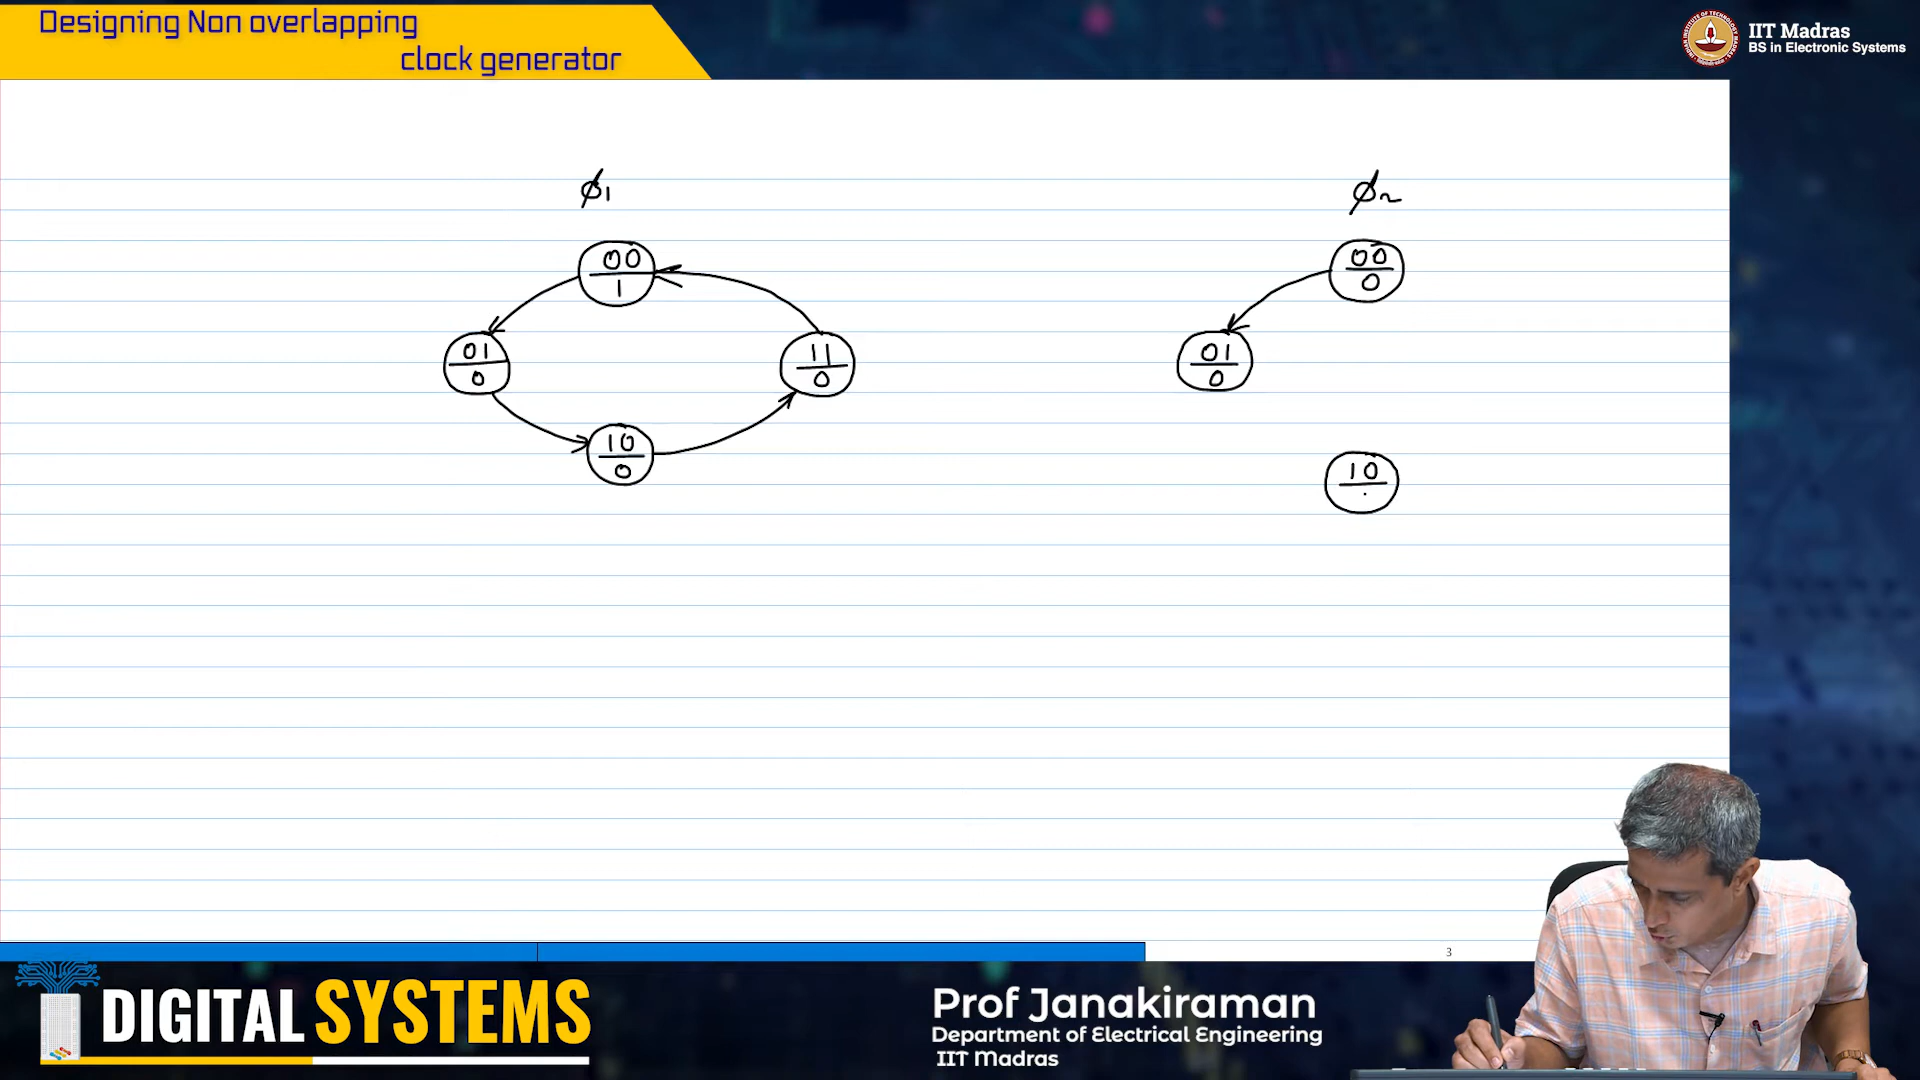 Designing Non overlapping
clock generator
IIT Madras
BS in Electronic Systems
ϕ1
ϕ2
00
1
00
0
01
0
11
0
01
0
10
0
10
3
DIGITAL SYSTEMS
Prof Janakiraman
Department of Electrical Engineering
IIT Madras